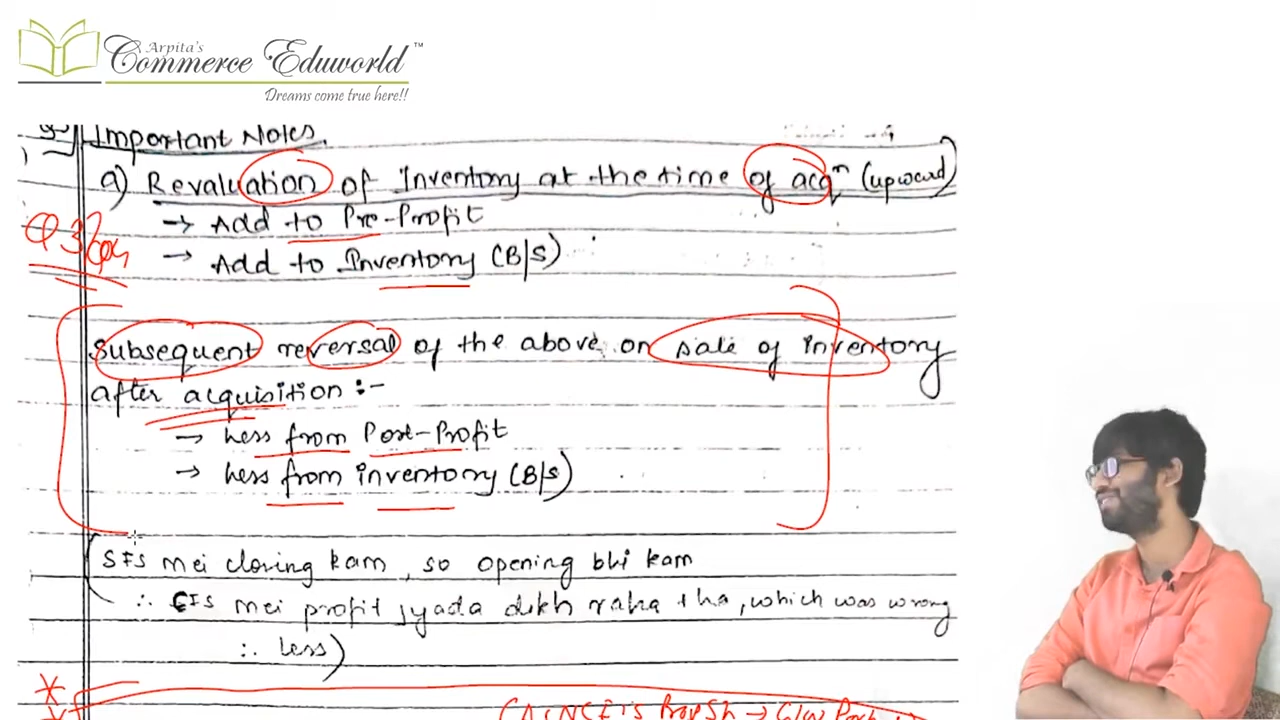 Arpita's
Commerce Eduworld™
Dreams come true here!!
Important Notes
a) Revaluation of Inventory at the time of acqn (upward)
→ Add to Pre-Profit
→ Add to Inventory (B/S)
Subsequent reversal of the above on sale of inventory
after acquisition :-
→ Less from Post-Profit
→ Less from inventory (B/S)
(SFS mei closing kam, so opening bhi kam
∴ CFS mei profit jyada dikh raha tha, which was wrong
∴ less)